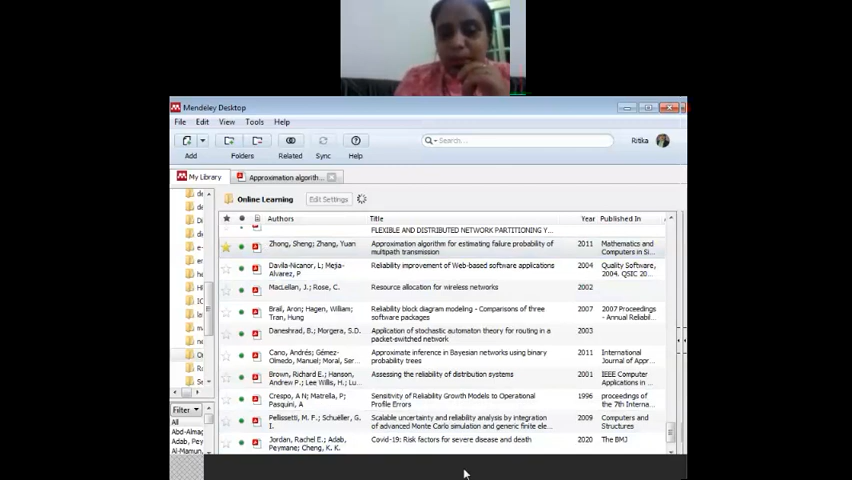 Mendeley Desktop
File Edit View Tools Help
Search...
Ritika
Add Folders Related Sync Help
My Library Approximation algorith...
Online Learning Edit Settings
Authors Title Year Published In
FLEXIBLE AND DISTRIBUTED NETWORK PARTITIONING Y...
Zhong, Sheng; Zhang, Yuan Approximation algorithm for estimating failure probability of 2011 Mathematics and
multipath transmission Computers in Si...
Davila-Nicanor, L; Mejia- Reliability improvement of Web-based software applications 2004 Quality Software,
Alvarez, P 2004. QSIC 20...
MacLellan, J; Rose, C. Resource allocation for wireless networks 2002
Brail, Aron; Hagen, William; Reliability block diagram modeling - Comparisons of three 2007 2007 Proceedings
Tran, Hung software packages - Annual Reliabil...
Daneshrad, B.; Morgera, S.D. Application of stochastic automaton theory for routing in a 2003
packet-switched network
Cano, Andrés; Gémez- Approximate inference in Bayesian networks using binary 2011 International
Olmedo, Manuel; Moral, Ser... probability trees Journal of Appr...
Brown, Richard E.; Hanson, Assessing the reliability of distribution systems 2001 IEEE Computer
Andrew P.; Lee Willis, H.; Lu... Applications in ...
Crespo, A N; Matrella, P; Sensitivity of Reliability Growth Models to Operational 1996 proceedings of
Pasquini, A Profile Errors the 7th Interna...
Pellissetti, M. F.; Schuëller, G. Scalable uncertainty and reliability analysis by integration 2009 Computers and
I. of advanced Monte Carlo simulation and generic finite ele... Structures
Jordan, Rachel E.; Adab, Covid-19: Risk factors for severe disease and death 2020 The BMJ
Peymane; Cheng, K. K.
Filter
All
Abd-Almag
Adab, Pey
Al-Mamun,